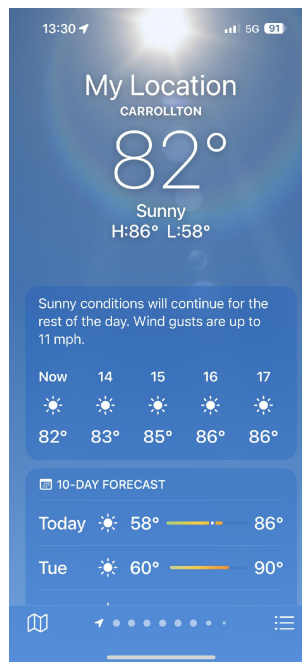 13:30 5G 91
My Location
CARROLLTON
82°
Sunny
H:86° L:58°
Sunny conditions will continue for the
rest of the day. Wind gusts are up to
11 mph.
Now 14 15 16 17
82° 83° 85° 86° 86°
10-DAY FORECAST
Today 58° 86°
Tue 60° 90°